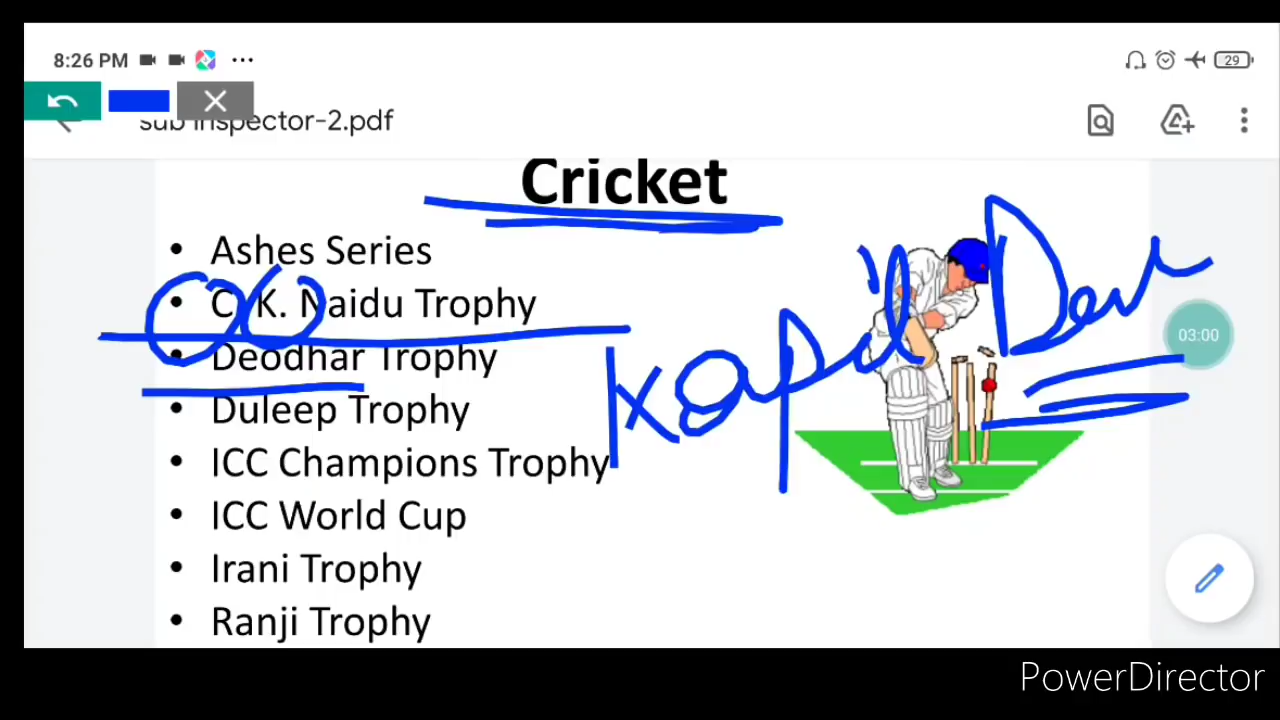 8:26 PM ... 29
sub inspector-2.pdf
Cricket
• Ashes Series
• C. K. Naidu Trophy
• Deodhar Trophy
• Duleep Trophy
• ICC Champions Trophy
• ICC World Cup
• Irani Trophy
• Ranji Trophy
Kapil Dev
03:00
PowerDirector